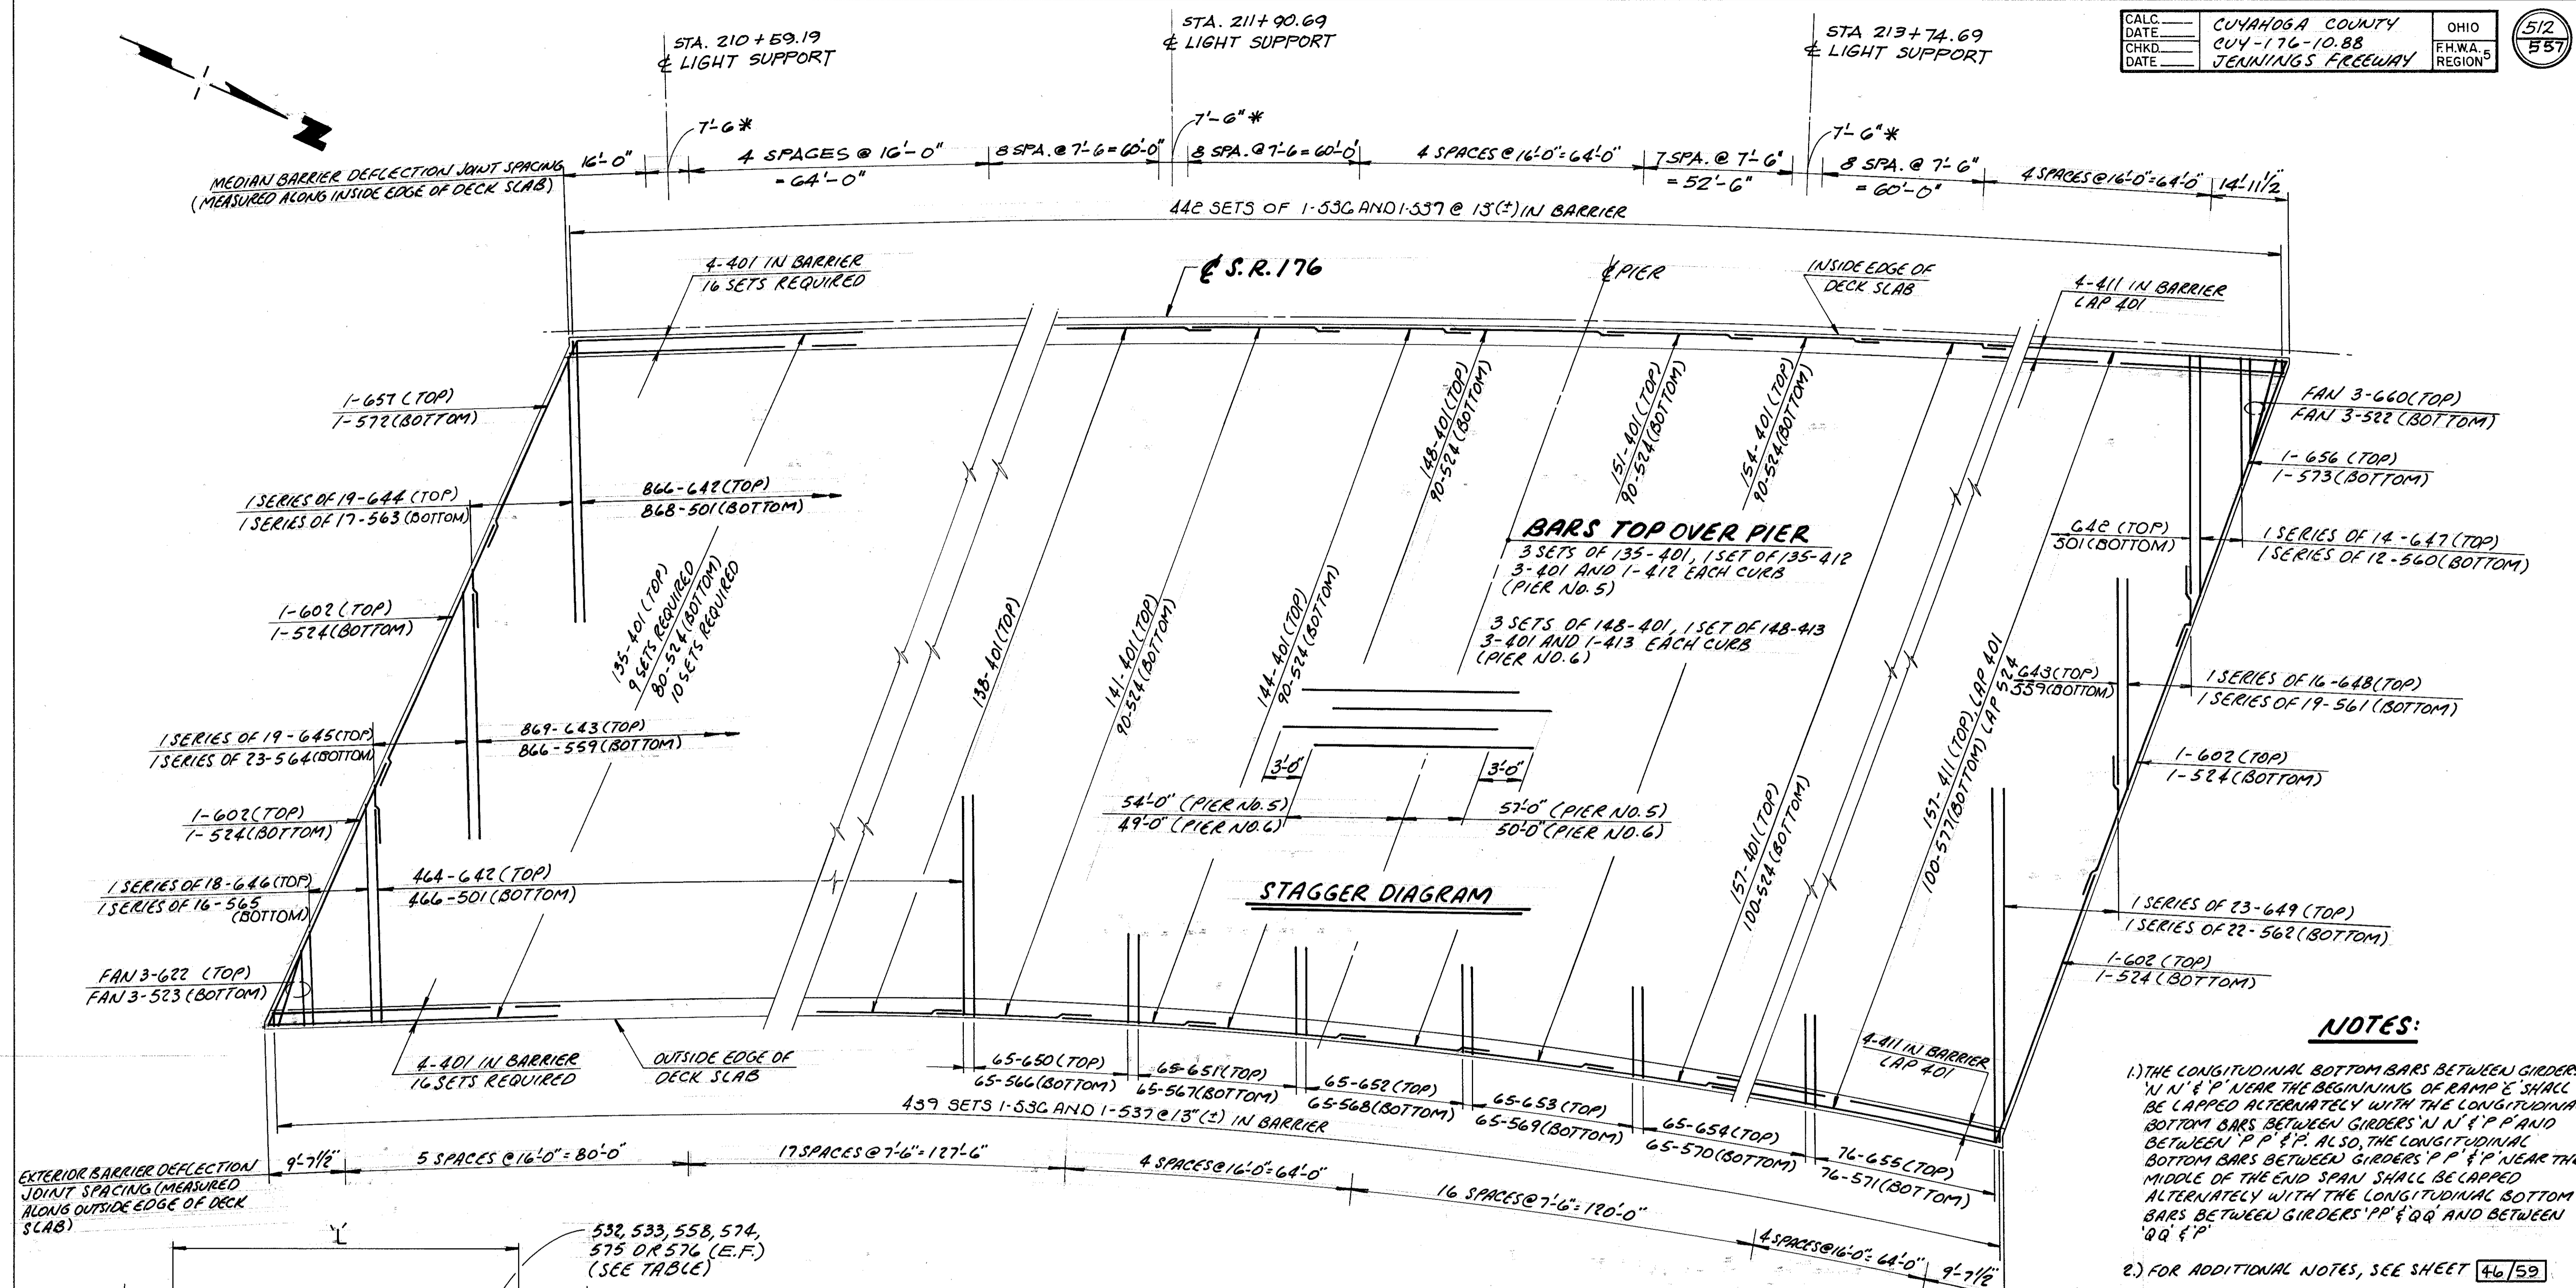 STA. 210+59.19
℄ LIGHT SUPPORT
STA. 211+90.69
℄ LIGHT SUPPORT
STA 213+74.69
℄ LIGHT SUPPORT
CALC.
DATE
CHKD.
DATE
CUYAHOGA COUNTY
CUY-176-10.88
JENNINGS FREEWAY
OHIO
F.H.W.A. 5
REGION
512
557
N
7'-6*
7'-6"*
7'-6"*
MEDIAN BARRIER DEFLECTION JOINT SPACING
(MEASURED ALONG INSIDE EDGE OF DECK SLAB)
16'-0"
4 SPACES @ 16'-0"
= 64'-0"
8 SPA. @ 7'-6 = 60'-0"
8 SPA. @ 7'-6 = 60'-0"
4 SPACES @ 16'-0" = 64'-0"
7 SPA. @ 7'-6"
= 52'-6"
8 SPA. @ 7'-6"
= 60'-0"
4 SPACES @ 16'-0" = 64'-0"
14'-11 1/2"
442 SETS OF 1-536 AND 1-537 @ 13"(±) IN BARRIER
4-401 IN BARRIER
16 SETS REQUIRED
℄ S.R. 176
℄ PIER
INSIDE EDGE OF
DECK SLAB
4-411 IN BARRIER
LAP 401
1-657 (TOP)
1-572 (BOTTOM)
1 SERIES OF 19-644 (TOP)
1 SERIES OF 17-563 (BOTTOM)
866-642 (TOP)
868-501 (BOTTOM)
1-602 (TOP)
1-524 (BOTTOM)
135-401 (TOP)
9 SETS REQUIRED
80-524 (BOTTOM)
10 SETS REQUIRED
1 SERIES OF 19-645 (TOP)
1 SERIES OF 23-564 (BOTTOM)
869-643 (TOP)
866-559 (BOTTOM)
1-602 (TOP)
1-524 (BOTTOM)
1 SERIES OF 18-646 (TOP)
1 SERIES OF 16-565
(BOTTOM)
464-642 (TOP)
466-501 (BOTTOM)
FAN 3-622 (TOP)
FAN 3-523 (BOTTOM)
138-401 (TOP)
141-401 (TOP)
90-524 (BOTTOM)
144-401 (TOP)
90-524 (BOTTOM)
148-401 (TOP)
90-524 (BOTTOM)
151-401 (TOP)
90-524 (BOTTOM)
154-401 (TOP)
90-524 (BOTTOM)
BARS TOP OVER PIER
3 SETS OF 135-401, 1 SET OF 135-412
3-401 AND 1-412 EACH CURB
(PIER NO. 5)
3 SETS OF 148-401, 1 SET OF 148-413
3-401 AND 1-413 EACH CURB
(PIER NO. 6)
3'-0"
3'-0"
54'-0" (PIER NO. 5)
49'-0" (PIER NO. 6)
57'-0" (PIER NO. 5)
50'-0" (PIER NO. 6)
STAGGER DIAGRAM
157-401 (TOP)
100-524 (BOTTOM)
157-411 (TOP), LAP 401
100-577 (BOTTOM) LAP 524
FAN 3-660 (TOP)
FAN 3-522 (BOTTOM)
1-656 (TOP)
1-573 (BOTTOM)
642 (TOP)
501 (BOTTOM)
1 SERIES OF 14-647 (TOP)
1 SERIES OF 12-560 (BOTTOM)
643 (TOP)
559 (BOTTOM)
1 SERIES OF 16-648 (TOP)
1 SERIES OF 19-561 (BOTTOM)
1-602 (TOP)
1-524 (BOTTOM)
1 SERIES OF 23-649 (TOP)
1 SERIES OF 22-562 (BOTTOM)
1-602 (TOP)
1-524 (BOTTOM)
4-401 IN BARRIER
16 SETS REQUIRED
OUTSIDE EDGE OF
DECK SLAB
65-650 (TOP)
65-566 (BOTTOM)
65-651 (TOP)
65-567 (BOTTOM)
65-652 (TOP)
65-568 (BOTTOM)
65-653 (TOP)
65-569 (BOTTOM)
65-654 (TOP)
65-570 (BOTTOM)
76-655 (TOP)
76-571 (BOTTOM)
4-411 IN BARRIER
LAP 401
439 SETS 1-536 AND 1-537 @ 13"(±) IN BARRIER
EXTERIOR BARRIER DEFLECTION
JOINT SPACING (MEASURED
ALONG OUTSIDE EDGE OF DECK
SLAB)
9'-7 1/2"
5 SPACES @ 16'-0" = 80'-0"
17 SPACES @ 7'-6" = 127'-6"
4 SPACES @ 16'-0" = 64'-0"
16 SPACES @ 7'-6" = 120'-0"
4 SPACES @ 16'-0" = 64'-0"
9'-7 1/2"
532, 533, 558, 574,
575 OR 576 (E.F.)
(SEE TABLE)
NOTES:
1.) THE LONGITUDINAL BOTTOM BARS BETWEEN GIRDERS
'N N' & 'P' NEAR THE BEGINNING OF RAMP 'E' SHALL
BE LAPPED ALTERNATELY WITH THE LONGITUDINA
BOTTOM BARS BETWEEN GIRDERS 'N N' & 'P P' AND
BETWEEN 'P P' & 'P'. ALSO, THE LONGITUDINAL
BOTTOM BARS BETWEEN GIRDERS 'P P' & 'P' NEAR THE
MIDDLE OF THE END SPAN SHALL BE LAPPED
ALTERNATELY WITH THE LONGITUDINAL BOTTOM
BARS BETWEEN GIRDERS 'PP' & 'QQ' AND BETWEEN
'QQ' & 'P'
2.) FOR ADDITIONAL NOTES, SEE SHEET 46/59